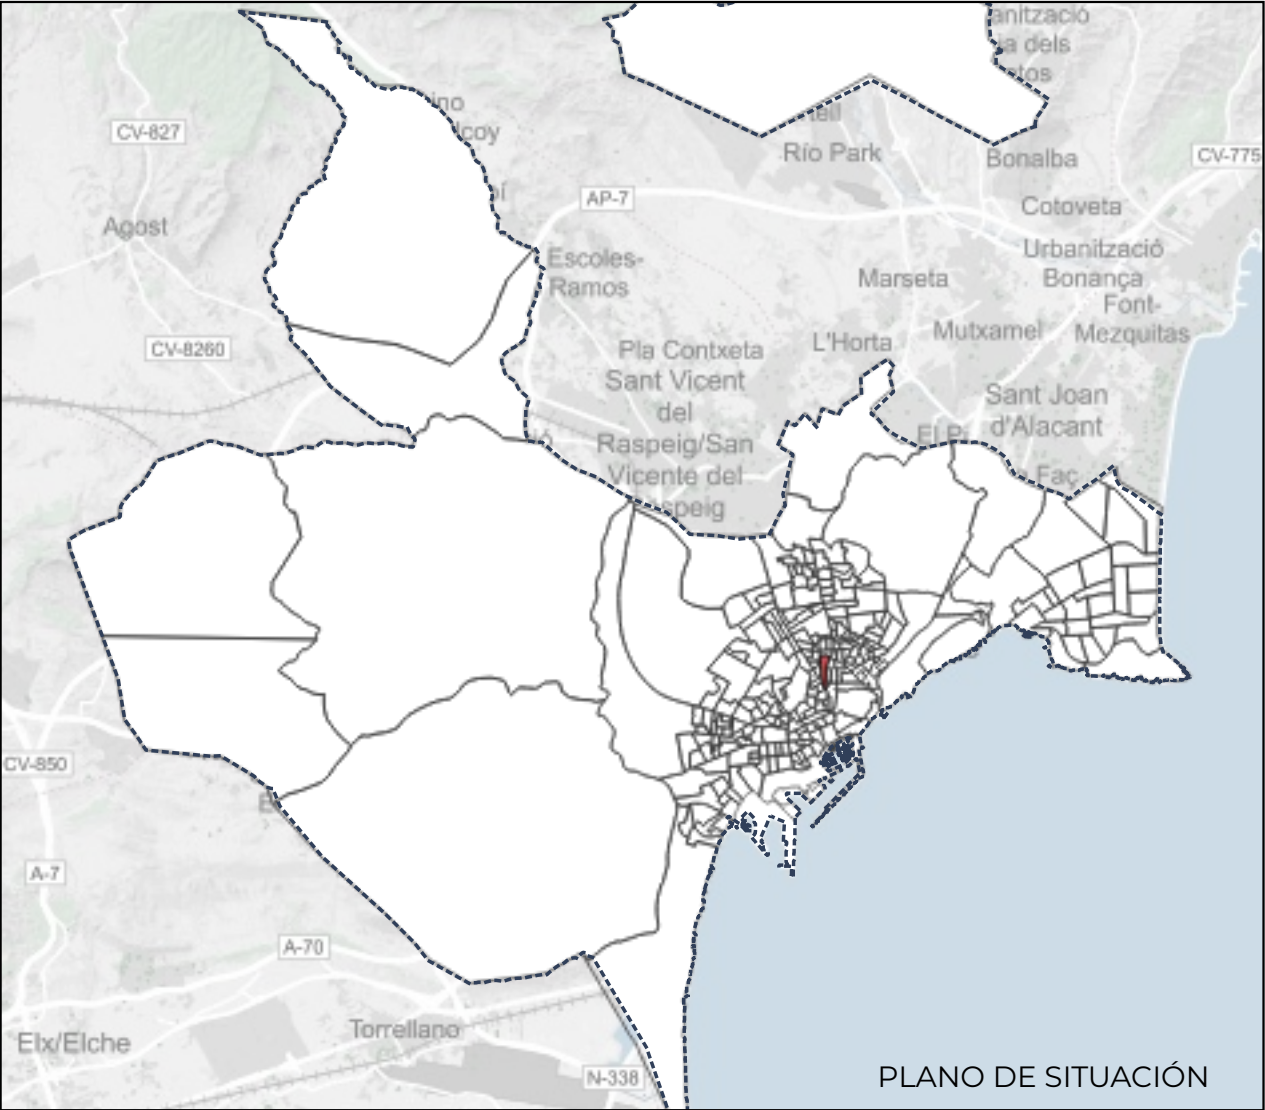 CV-827
Agost
CV-8260
AP-7
Escoles-
Ramos
Río Park
Bonalba
CV-775
Cotoveta
Urbanització
Bonança
Font-
Mezquitas
Marseta
Mutxamel
L'Horta
Pla Contxeta
Sant Vicent
del
Raspeig/San
Vicente del
Sant Joan
d'Alacant
CV-850
A-7
A-70
Elx/Elche
Torrellano
N-338
PLANO DE SITUACIÓN